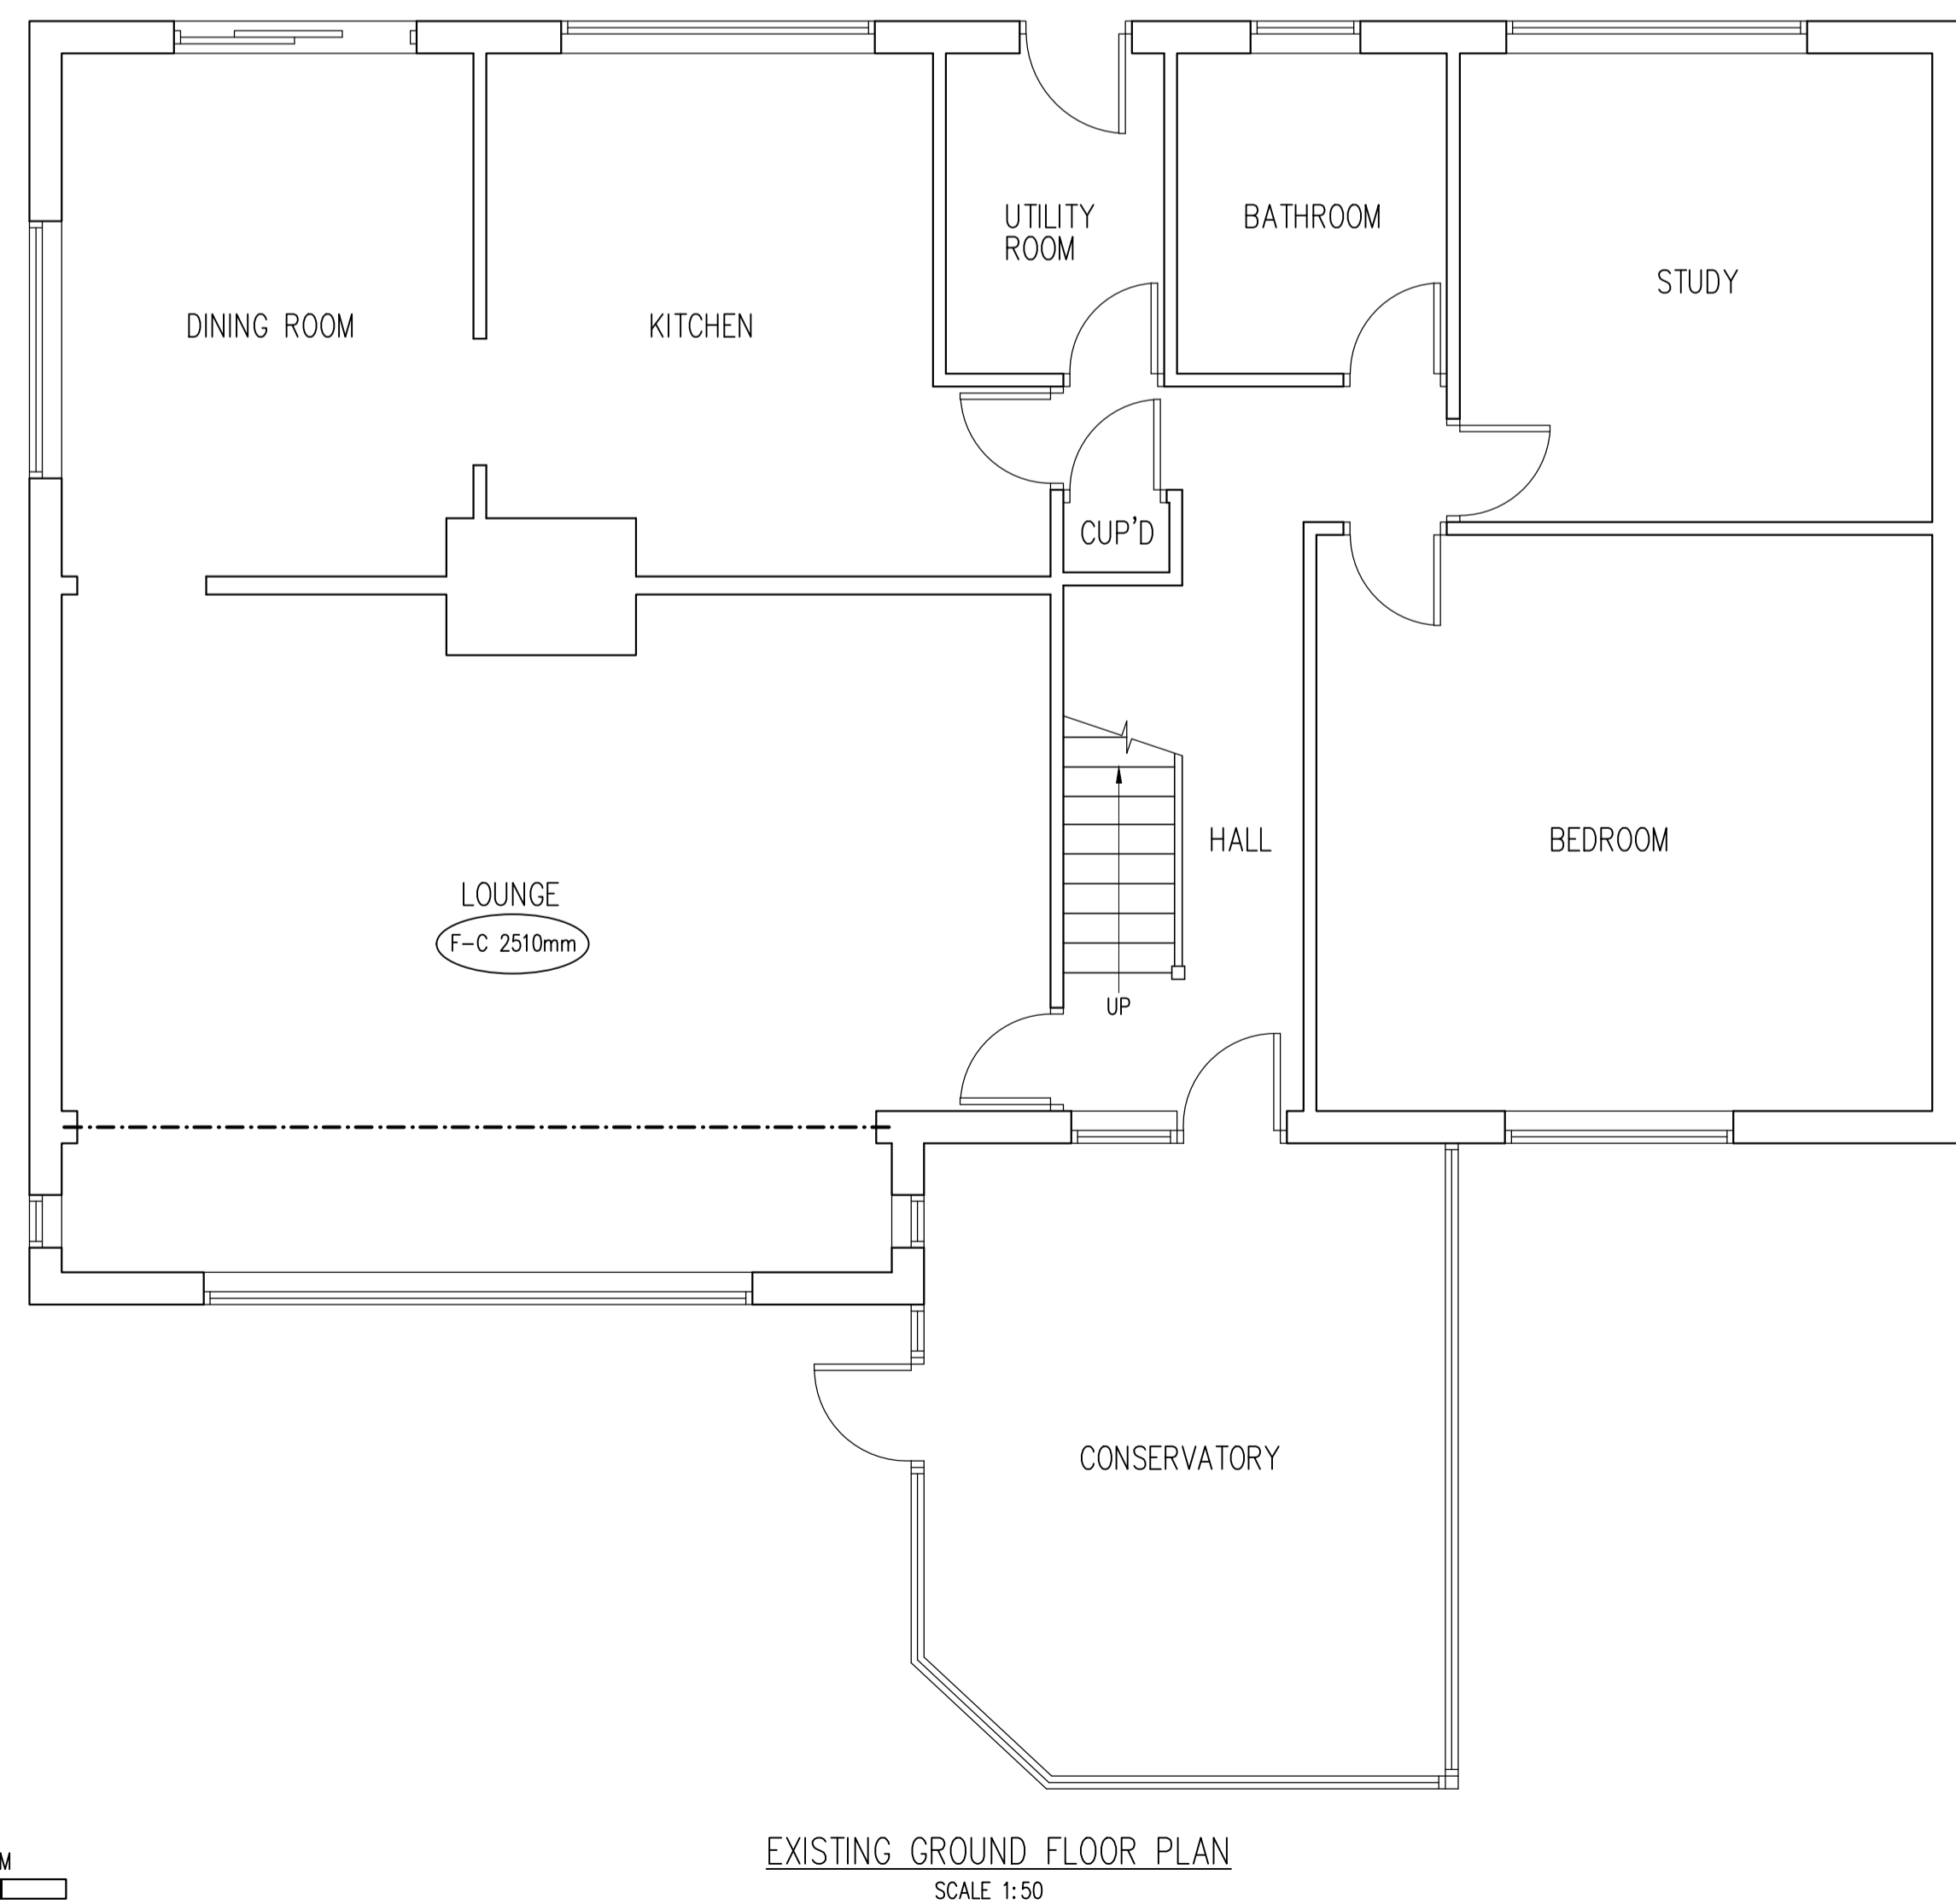 UTILITY
ROOM
BATHROOM
STUDY
DINING ROOM
KITCHEN
CUP'D
HALL
BEDROOM
LOUNGE
F-C 2510mm
UP
CONSERVATORY
EXISTING GROUND FLOOR PLAN
SCALE 1:50
M